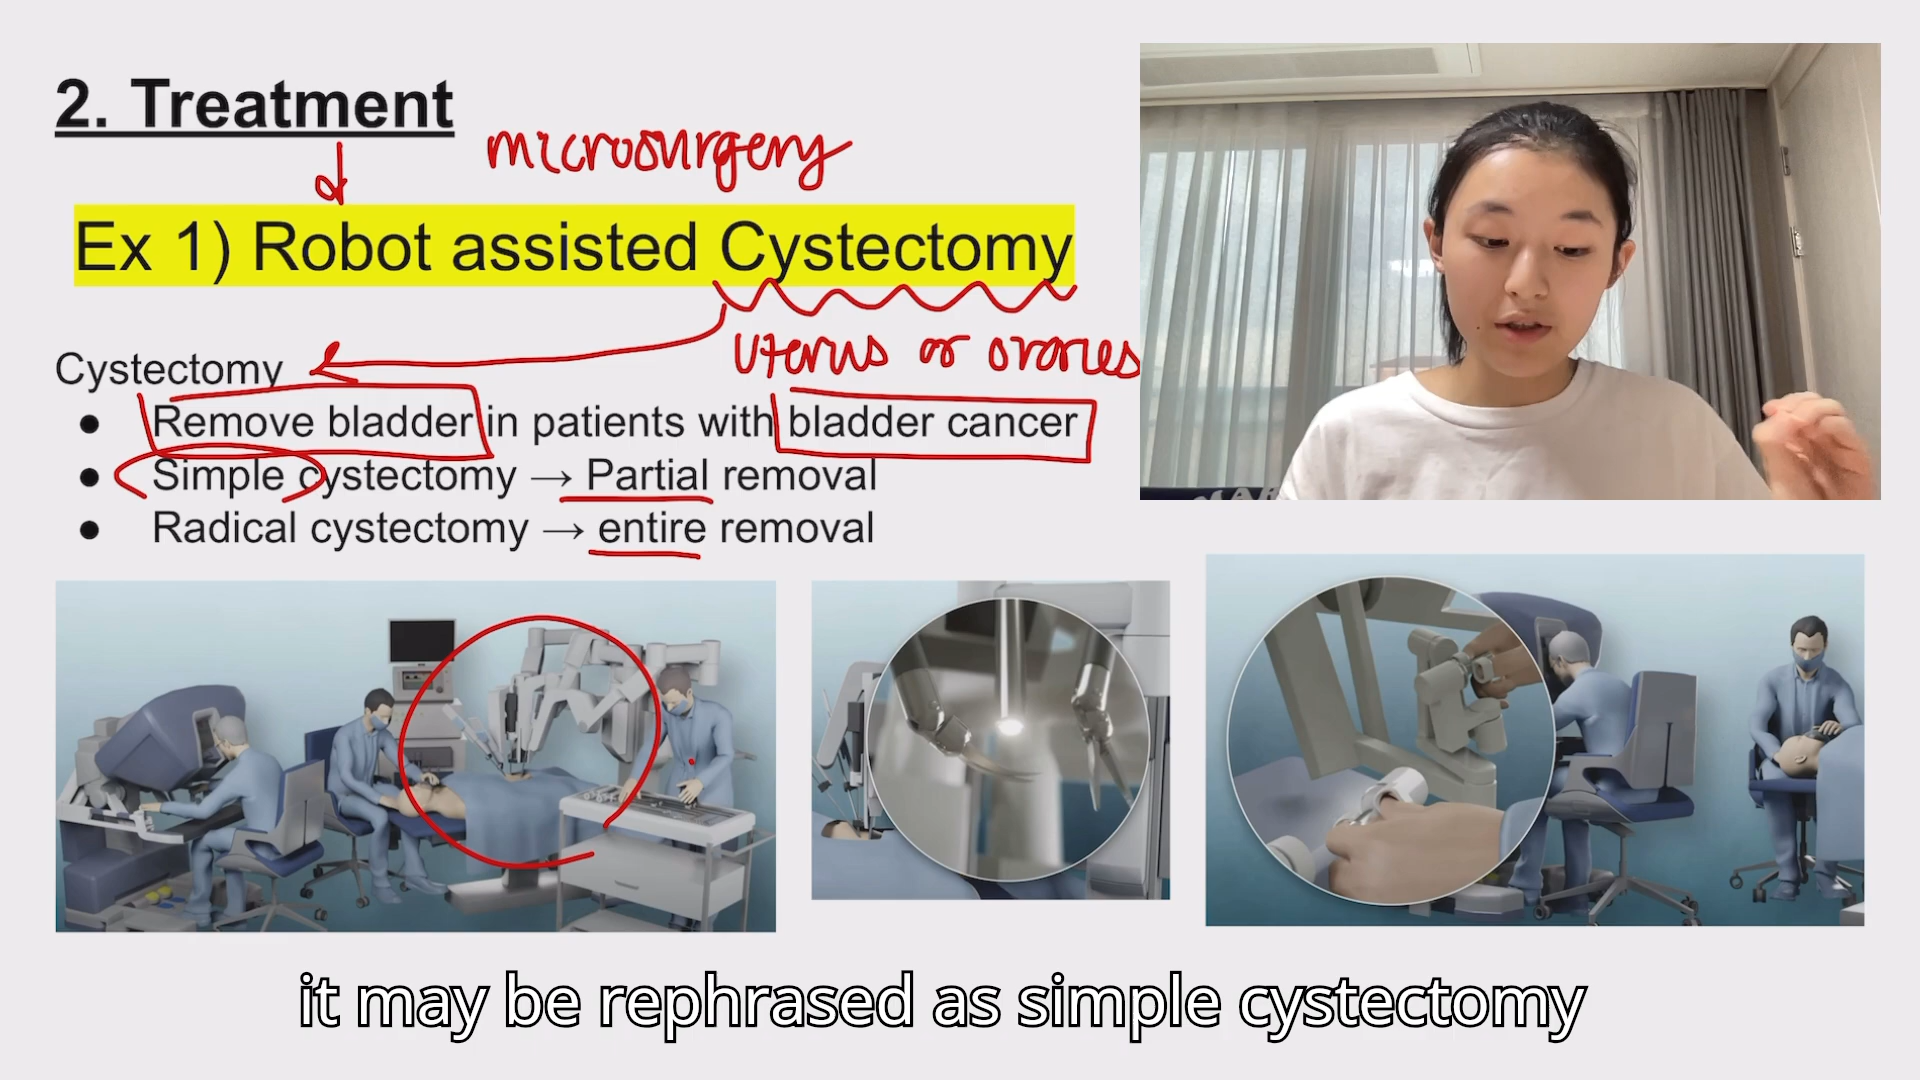 2. Treatment
microsurgery
Ex 1) Robot assisted Cystectomy
uterus or ovaries
Cystectomy
● Remove bladder in patients with bladder cancer
● Simple cystectomy → Partial removal
● Radical cystectomy → entire removal
it may be rephrased as simple cystectomy